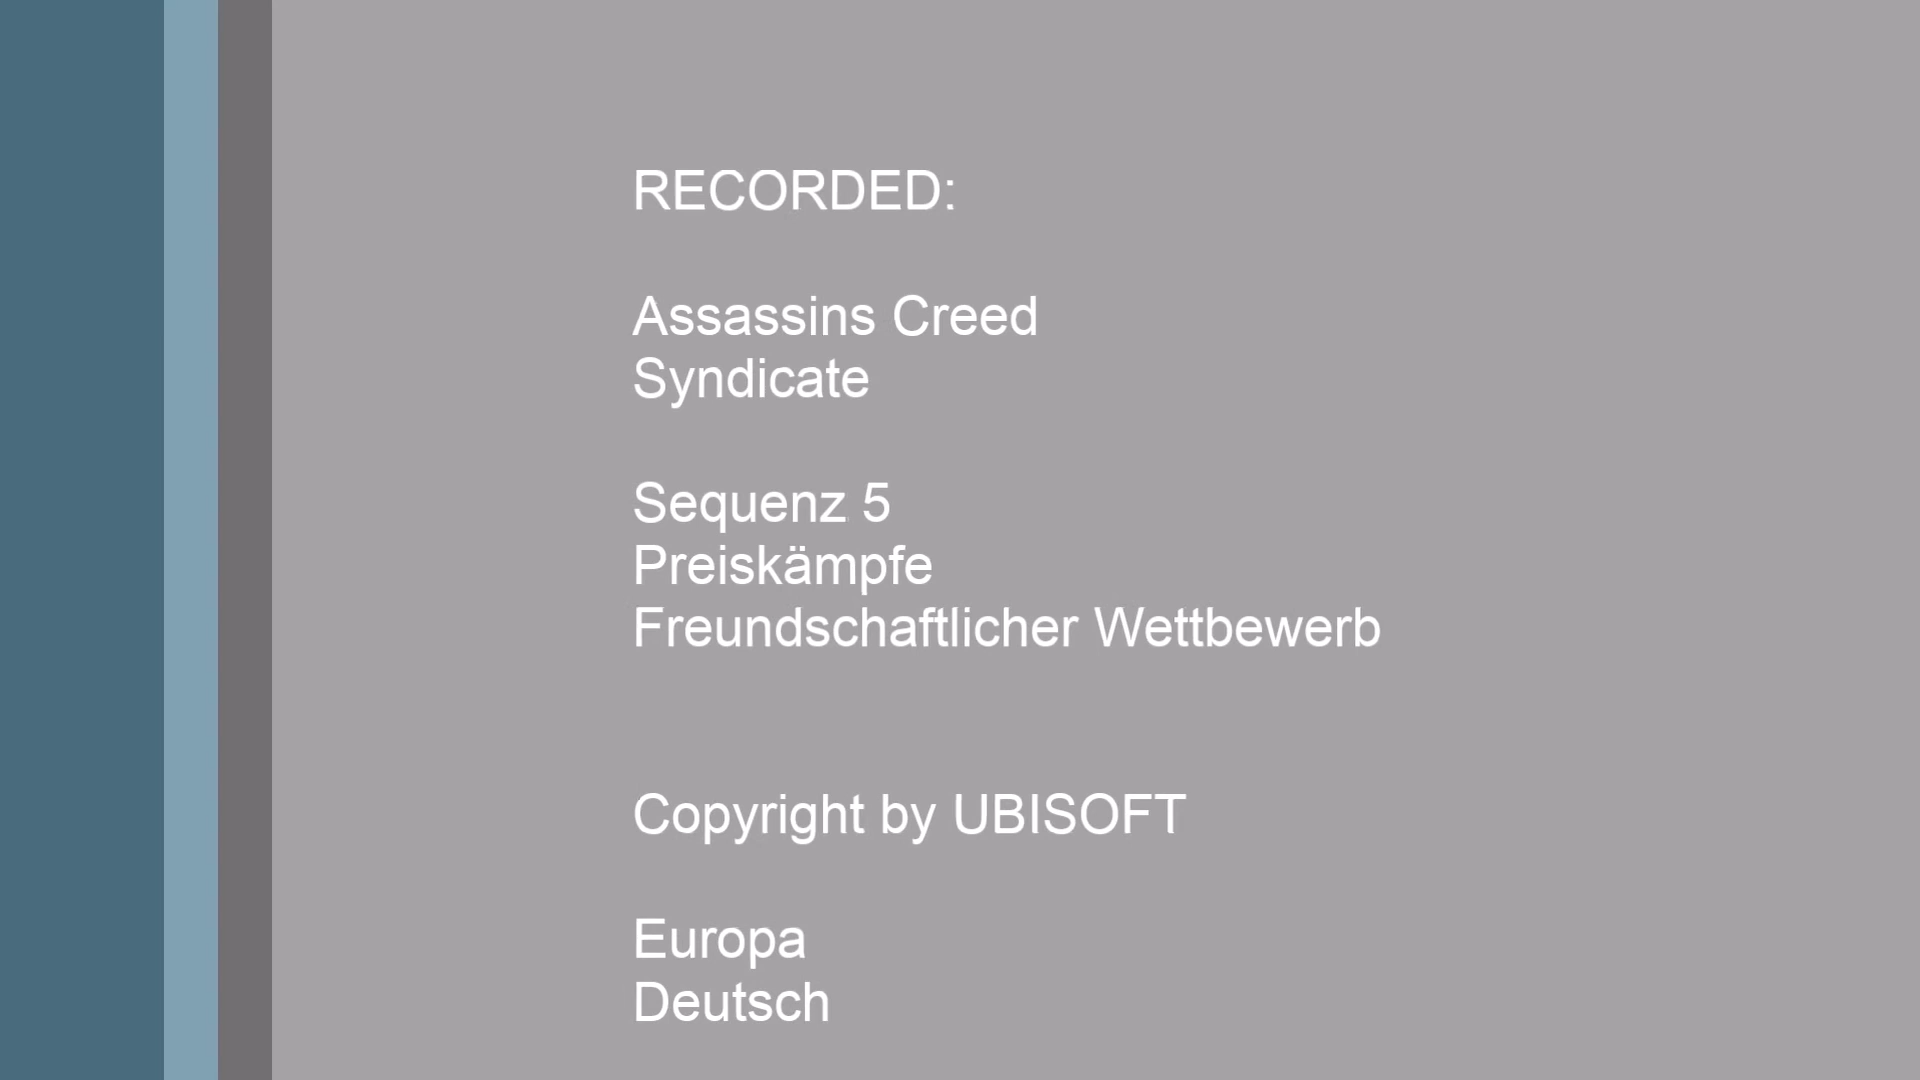 RECORDED:
Assassins Creed
Syndicate
Sequenz 5
Preiskämpfe
Freundschaftlicher Wettbewerb
Copyright by UBISOFT
Europa
Deutsch